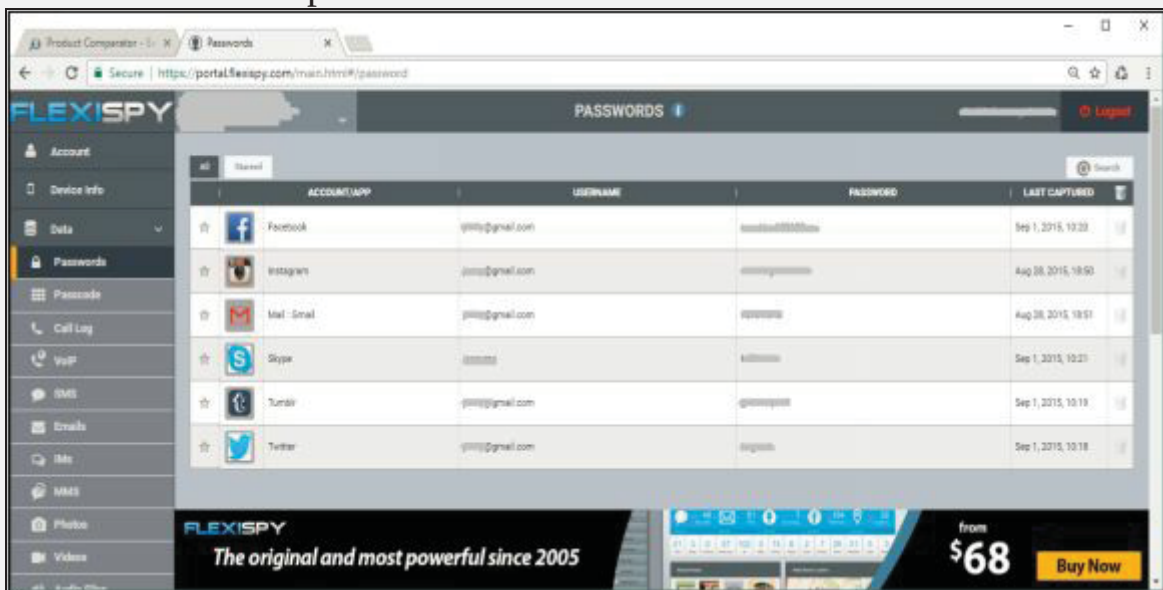 Product Comparator - E
Passwords
Secure | https://portal.flexispy.com/main.html#/password
FLEXISPY
PASSWORDS
Logout
Account
Device Info
Data
Passwords
Passcode
Call Log
VoIP
SMS
Emails
IMs
MMS
Photos
Videos
All Starred
Search
ACCOUNT/APP USERNAME PASSWORD LAST CAPTURED
Facebook @gmail.com Sep 1, 2015, 10:20
Instagram @gmail.com Aug 28, 2015, 18:50
Mail : Gmail @gmail.com Aug 28, 2015, 18:51
Skype Sep 1, 2015, 10:21
Tumblr @gmail.com Sep 1, 2015, 10:19
Twitter @gmail.com Sep 1, 2015, 10:18
FLEXISPY
The original and most powerful since 2005
from
$68
Buy Now